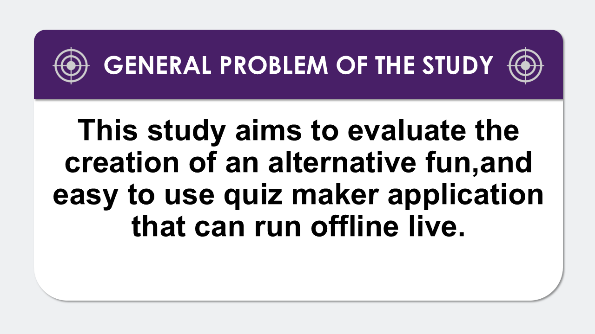 GENERAL PROBLEM OF THE STUDY
This study aims to evaluate the
creation of an alternative fun,and
easy to use quiz maker application
that can run offline live.